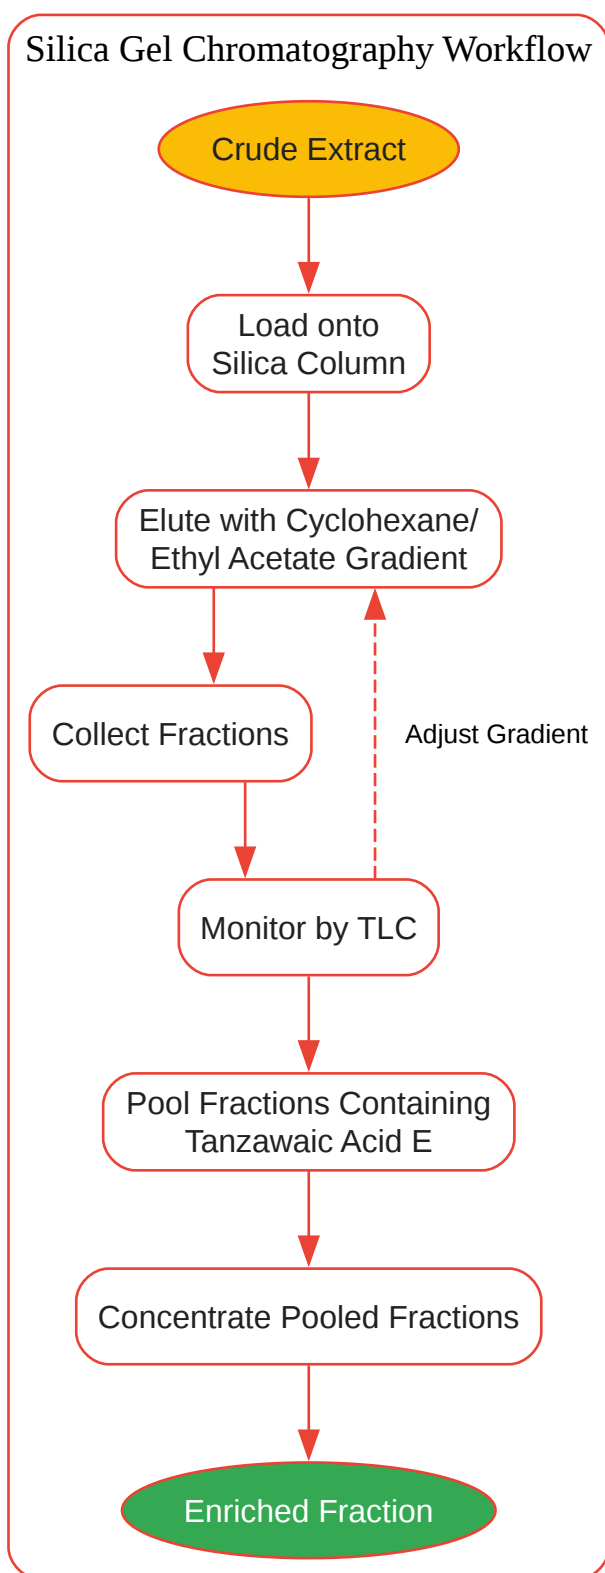 Silica Gel Chromatography Workflow
Crude Extract
Load onto
Silica Column
Elute with Cyclohexane/
Ethyl Acetate Gradient
Collect Fractions
Adjust Gradient
Monitor by TLC
Pool Fractions Containing
Tanzawaic Acid E
Concentrate Pooled Fractions
Enriched Fraction